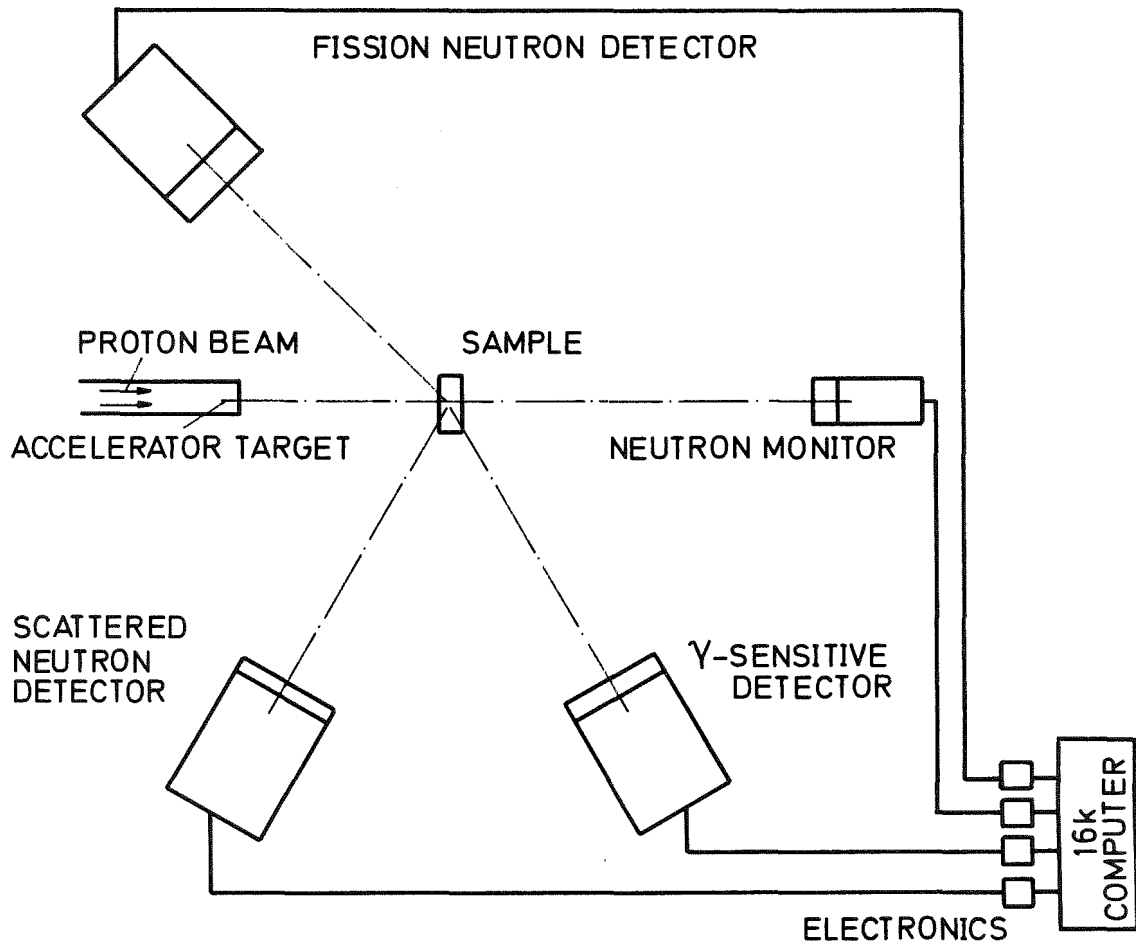 FISSION NEUTRON DETECTOR
PROTON BEAM
SAMPLE
ACCELERATOR TARGET
NEUTRON MONITOR
SCATTERED
NEUTRON
DETECTOR
γ-SENSITIVE
DETECTOR
16k
COMPUTER
ELECTRONICS